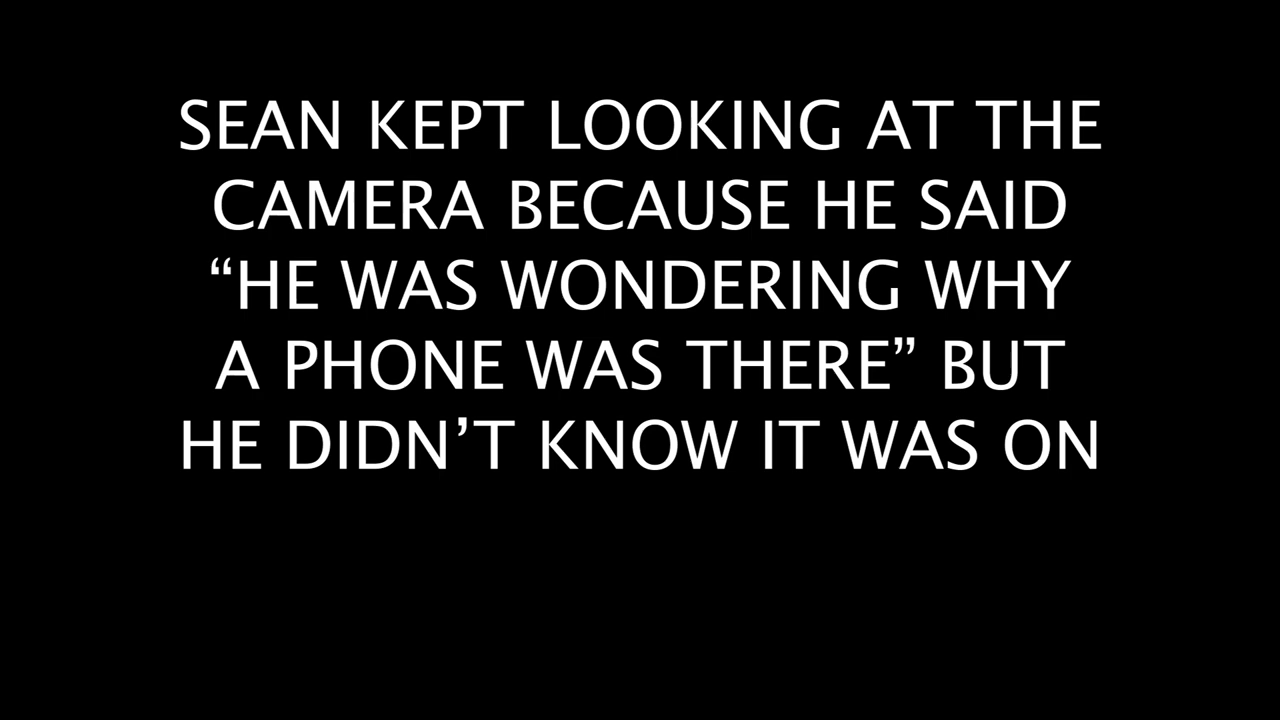 SEAN KEPT LOOKING AT THE
CAMERA BECAUSE HE SAID
“HE WAS WONDERING WHY
A PHONE WAS THERE” BUT
HE DIDN’T KNOW IT WAS ON